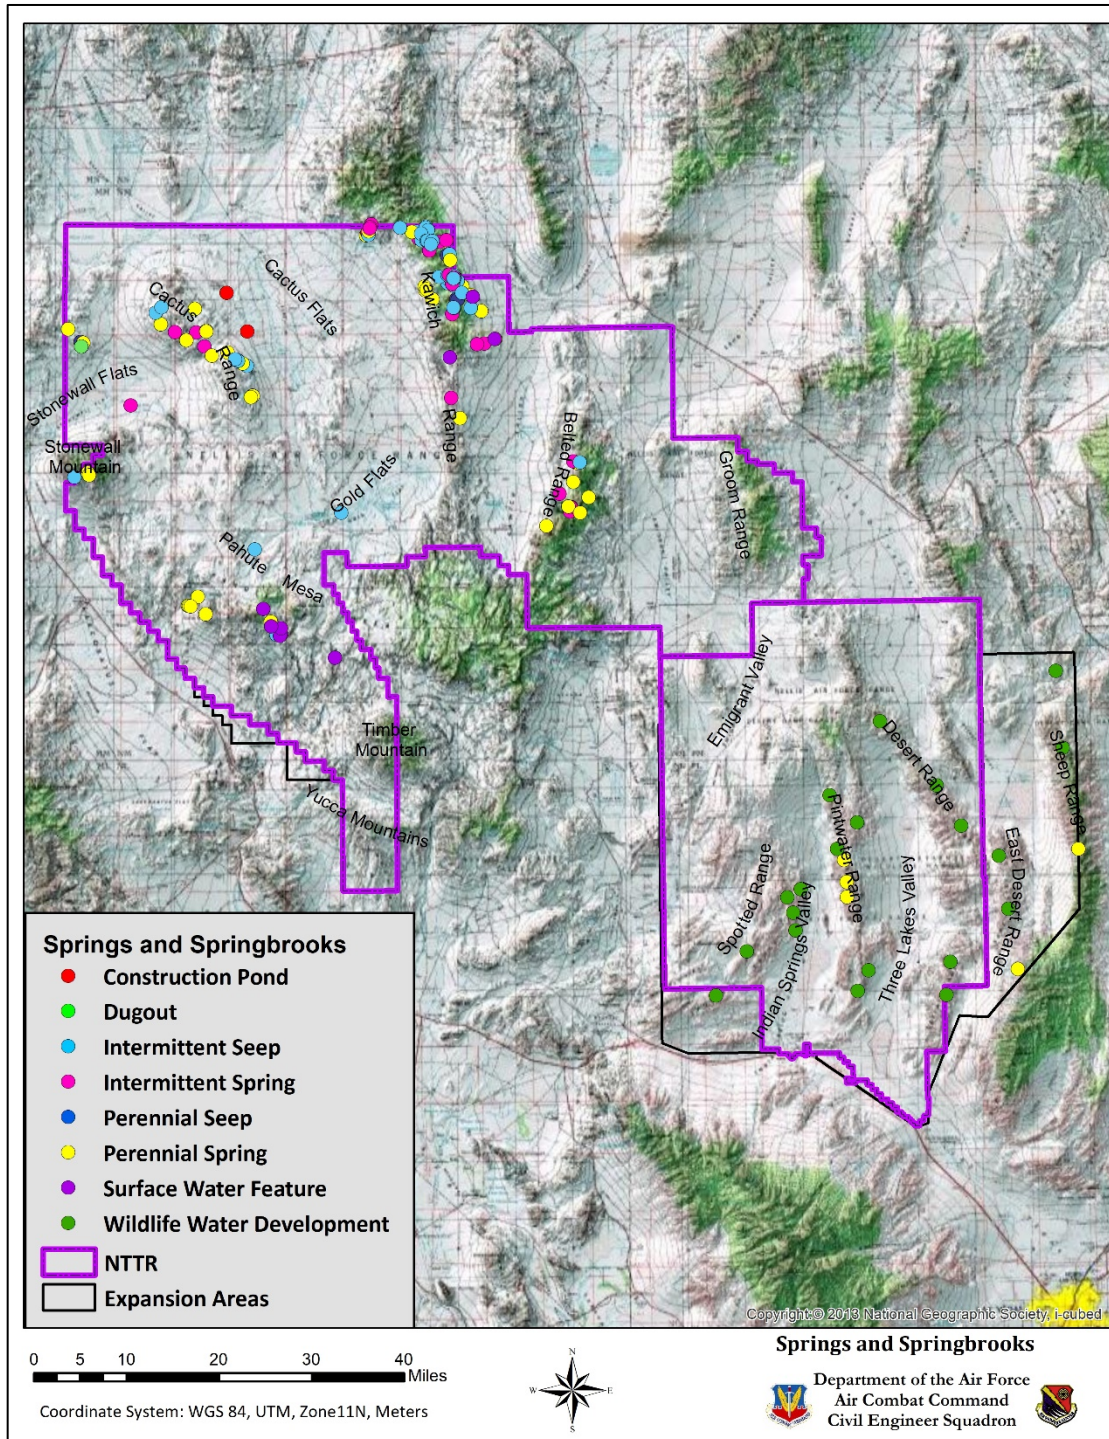 Cactus Flats
Cactus
Range
Kawich
Range
Stonewall Flats
Stonewall
Mountain
NELLIS AIR FORCE RANGE
Gold Flats
Belted Range
Groom Range
Pahute Mesa
Emigrant Valley
Timber
Mountain
Yucca Mountains
Desert Range
Sheep Range
Pintwater Range
East Desert Range
Spotted Range
Indian Springs Valley
Three Lakes Valley
Springs and Springbrooks
Construction Pond
Dugout
Intermittent Seep
Intermittent Spring
Perennial Seep
Perennial Spring
Surface Water Feature
Wildlife Water Development
NTTR
Expansion Areas
Copyright:© 2013 National Geographic Society, i-cubed
0 5 10 20 30 40
Miles
Coordinate System: WGS 84, UTM, Zone11N, Meters
N
W E
S
Springs and Springbrooks
Department of the Air Force
Air Combat Command
Civil Engineer Squadron